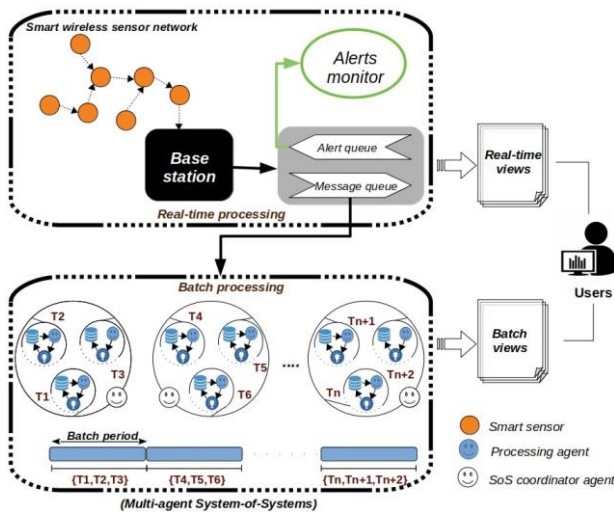 Smart wireless sensor network
Alerts
monitor
Base
station
Alert queue
Message queue
Real-time processing
Real-time
views
Users
Batch processing
T2
T3
T1
T4
T5
T6
....
Tn+1
Tn+2
Tn
Batch
views
Batch period
{T1,T2,T3}
{T4,T5,T6}
{Tn,Tn+1,Tn+2}
(Multi-agent System-of-Systems)
Smart sensor
Processing agent
SoS coordinator agent